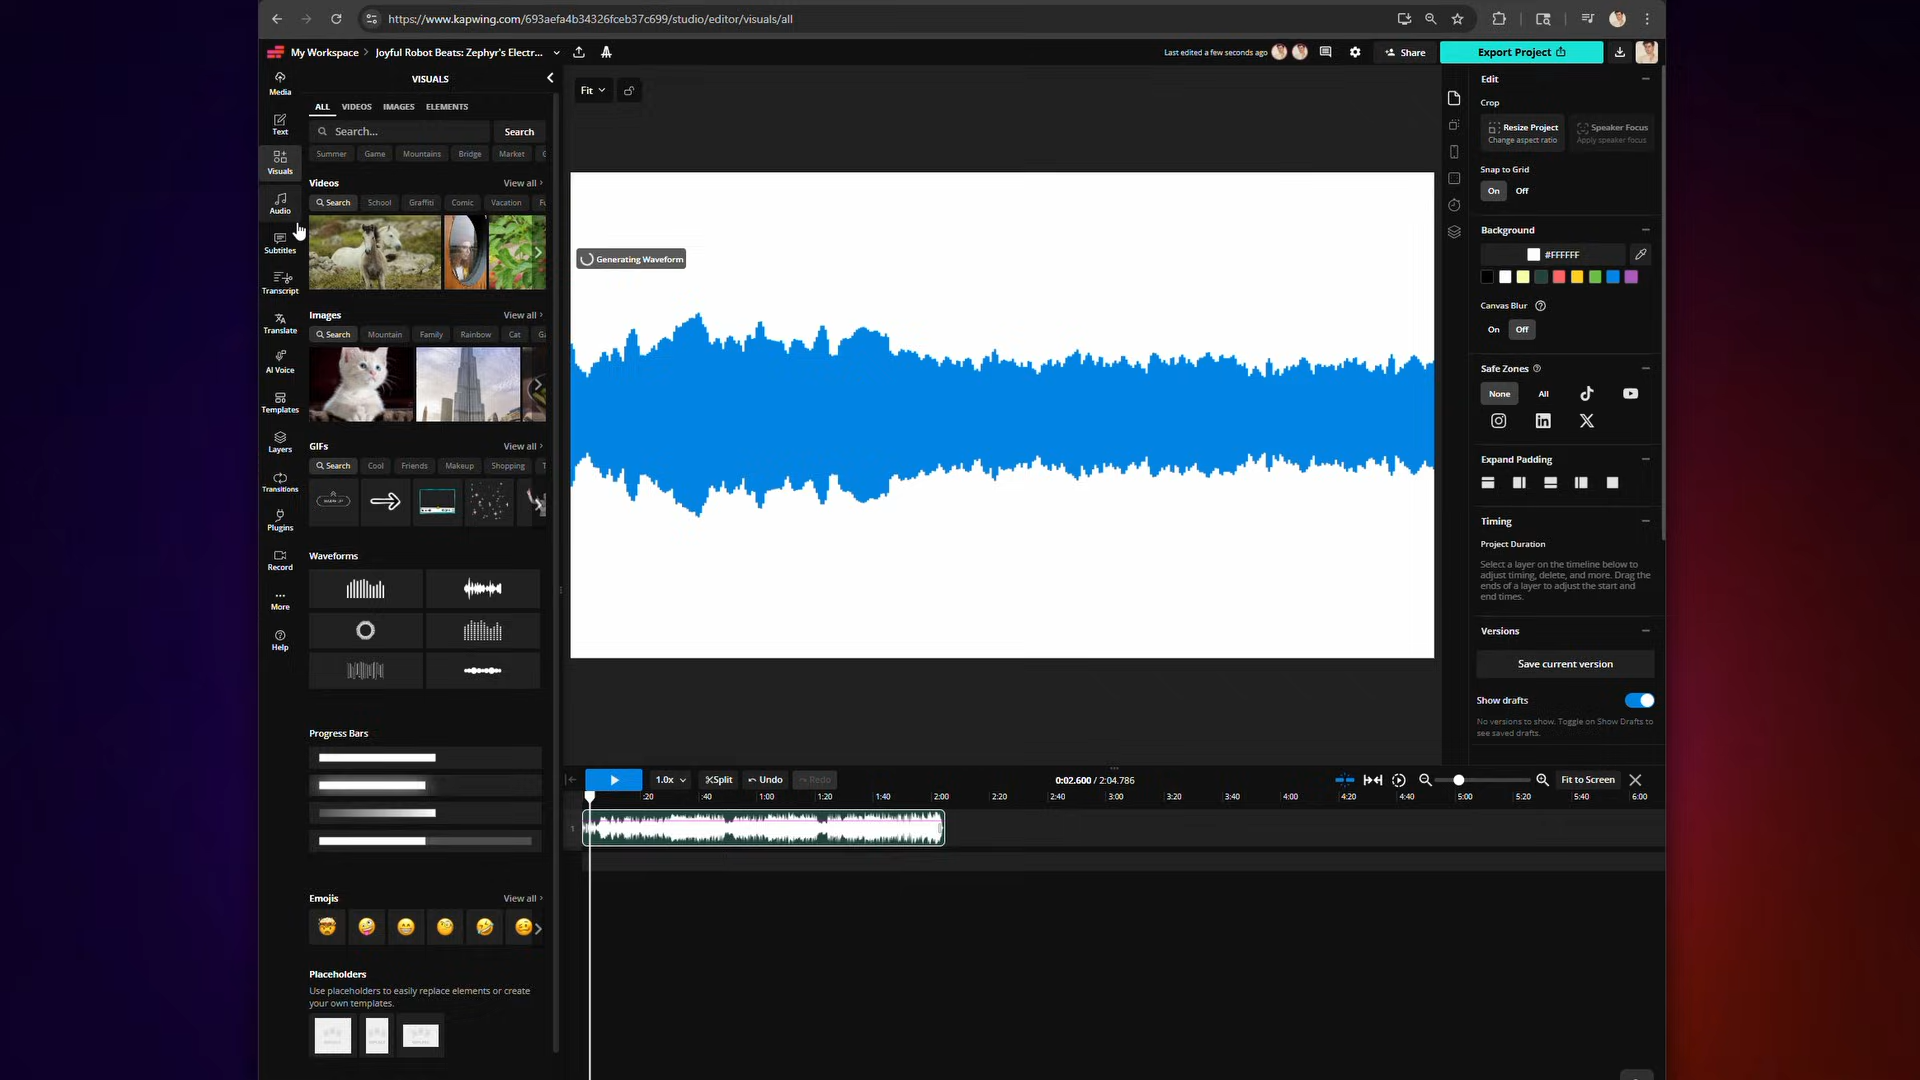 https://www.kapwing.com/693aefa4b34326fceb37c699/studio/editor/visuals/all
My Workspace > Joyful Robot Beats: Zephyr's Electr...
Last edited a few seconds ago
Share
Export Project
Media
Text
Visuals
Audio
Subtitles
Transcript
Translate
AI Voice
Templates
Layers
Transitions
Plugins
Record
More
Help
VISUALS
ALL VIDEOS IMAGES ELEMENTS
Search... Search
Summer Game Mountains Bridge Market
Videos View all
Search School Graffiti Comic Vacation Fu
Images View all
Search Mountain Family Rainbow Cat Ga
GIFs View all
Search Cool Friends Makeup Shopping T
Waveforms
Progress Bars
Emojis View all
Placeholders
Use placeholders to easily replace elements or create
your own templates.
Fit
Generating Waveform
Edit
Crop
Resize Project
Change aspect ratio
Speaker Focus
Apply speaker focus
Snap to Grid
On Off
Background
#FFFFFF
Canvas Blur
On Off
Safe Zones
None All
Expand Padding
Timing
Project Duration
Select a layer on the timeline below to
adjust timing, delete, and more. Drag the
ends of a layer to adjust the start and
end times.
Versions
Save current version
Show drafts
No versions to show. Toggle on Show Drafts to
see saved drafts.
1.0x Split Undo Redo 0:02.600 / 2:04.786 Fit to Screen
:20 :40 1:00 1:20 1:40 2:00 2:20 2:40 3:00 3:20 3:40 4:00 4:20 4:40 5:00 5:20 5:40 6:00
1